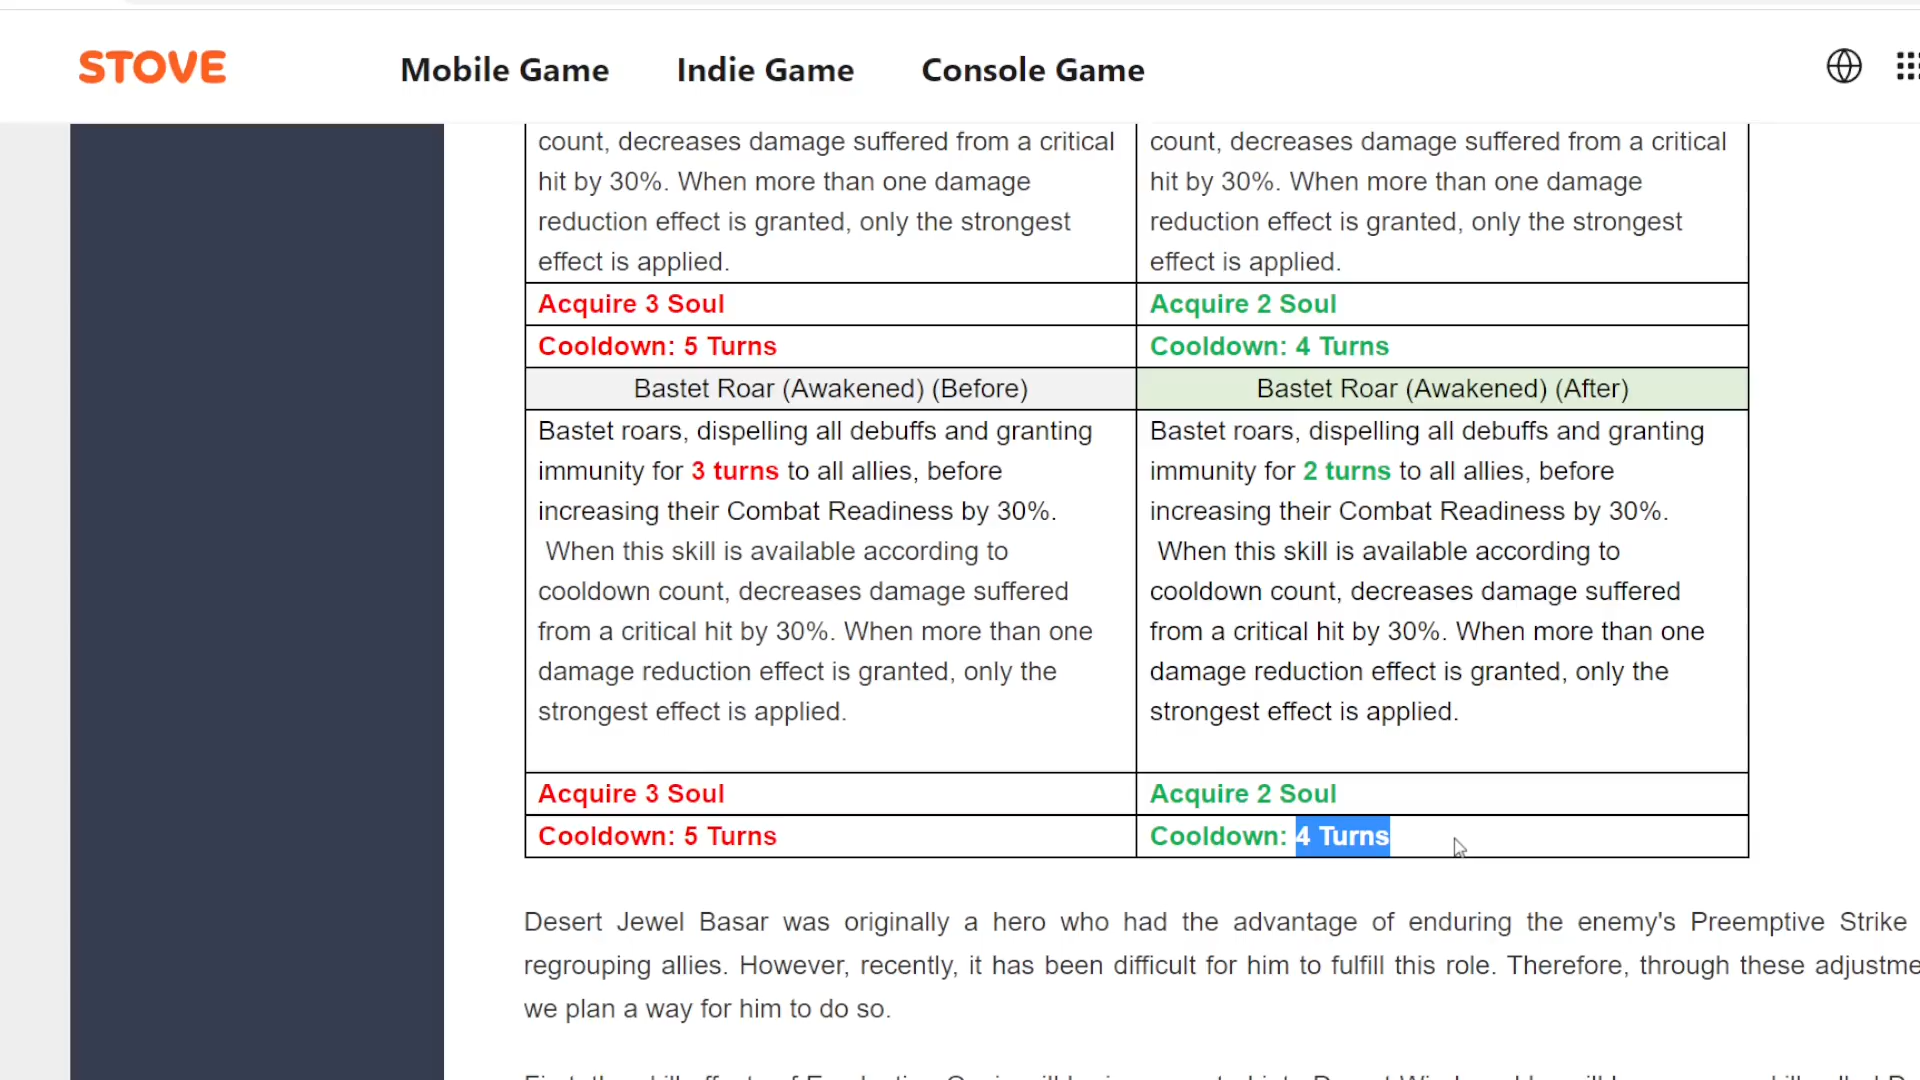 STOVE
Mobile Game
Indie Game
Console Game
count, decreases damage suffered from a critical
hit by 30%. When more than one damage
reduction effect is granted, only the strongest
effect is applied.
count, decreases damage suffered from a critical
hit by 30%. When more than one damage
reduction effect is granted, only the strongest
effect is applied.
Acquire 3 Soul
Acquire 2 Soul
Cooldown: 5 Turns
Cooldown: 4 Turns
Bastet Roar (Awakened) (Before)
Bastet Roar (Awakened) (After)
Bastet roars, dispelling all debuffs and granting
immunity for 3 turns to all allies, before
increasing their Combat Readiness by 30%.
When this skill is available according to
cooldown count, decreases damage suffered
from a critical hit by 30%. When more than one
damage reduction effect is granted, only the
strongest effect is applied.
Bastet roars, dispelling all debuffs and granting
immunity for 2 turns to all allies, before
increasing their Combat Readiness by 30%.
When this skill is available according to
cooldown count, decreases damage suffered
from a critical hit by 30%. When more than one
damage reduction effect is granted, only the
strongest effect is applied.
Acquire 3 Soul
Acquire 2 Soul
Cooldown: 5 Turns
Cooldown: 4 Turns
Desert Jewel Basar was originally a hero who had the advantage of enduring the enemy's Preemptive Strike
regrouping allies. However, recently, it has been difficult for him to fulfill this role. Therefore, through these adjustme
we plan a way for him to do so.